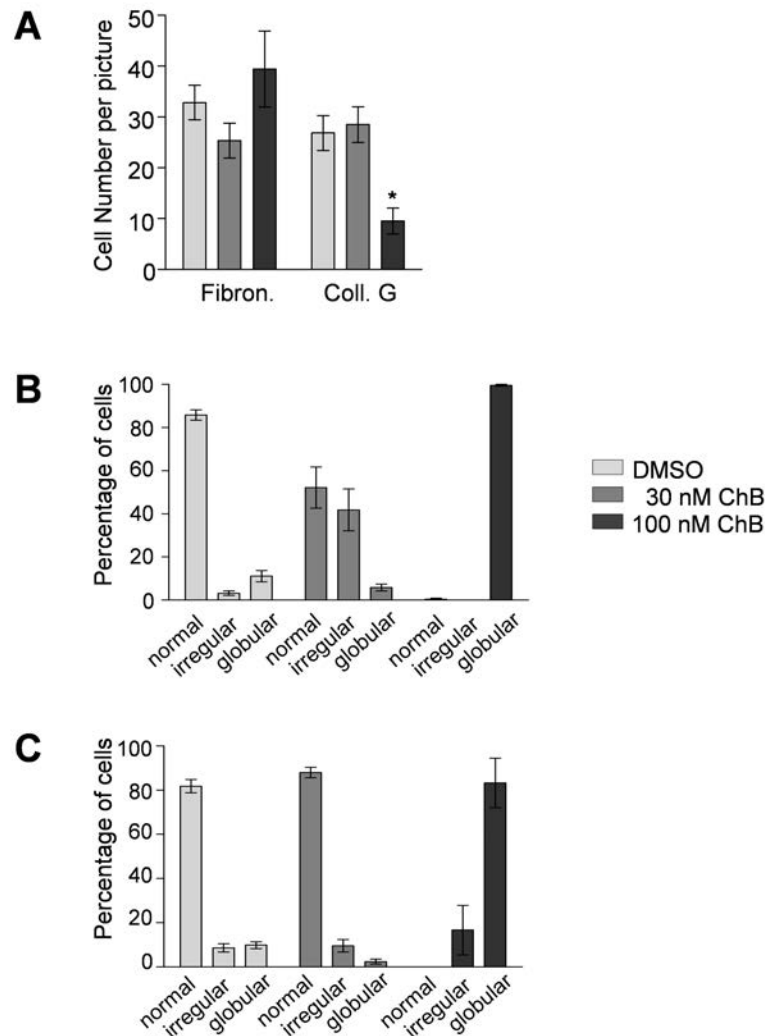 A
Cell Number per picture
50
40
30
20
10
0
*
Fibron. Coll. G
B
Percentage of cells
100
80
60
40
20
0
normal irregular globular normal irregular globular normal irregular globular
DMSO
30 nM ChB
100 nM ChB
C
Percentage of cells
100
80
60
40
20
0
normal irregular globular normal irregular globular normal irregular globular